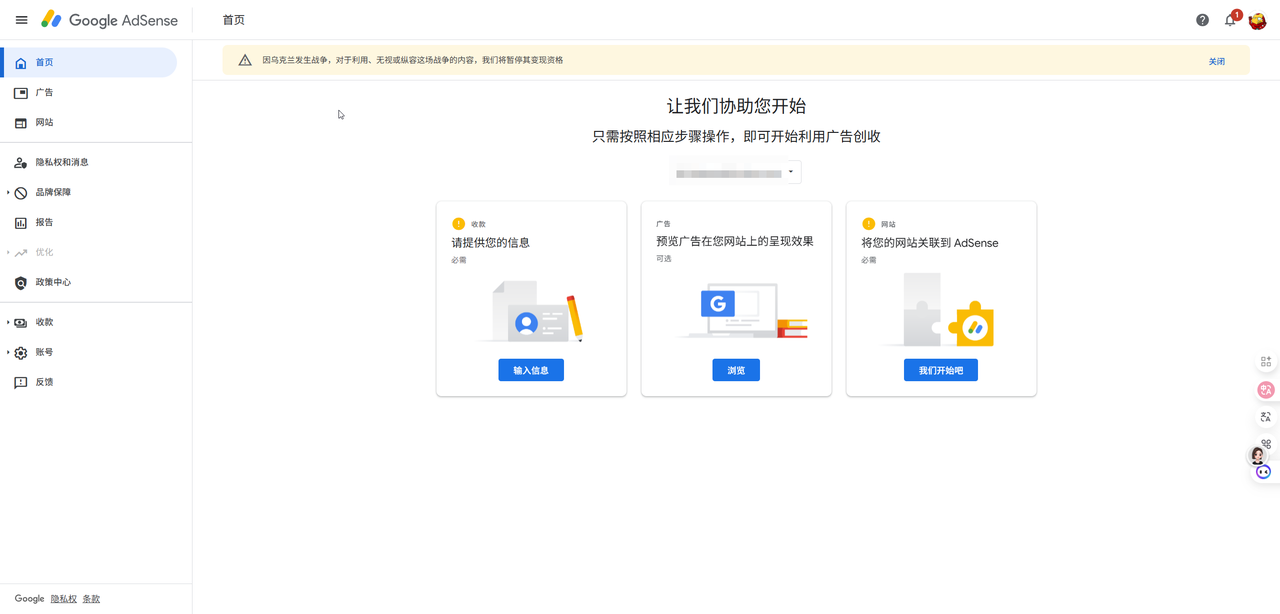 Google AdSense
首页
1
首页
广告
网站
隐私权和消息
品牌保障
报告
优化
政策中心
收款
账号
反馈
Google 隐私权 条款
因乌克兰发生战争，对于利用、无视或纵容这场战争的内容，我们将暂停其变现资格
关闭
让我们协助您开始
只需按照相应步骤操作，即可开始利用广告创收
收款
请提供您的信息
必需
输入信息
广告
预览广告在您网站上的呈现效果
可选
G
浏览
网站
将您的网站关联到 AdSense
必需
我们开始吧